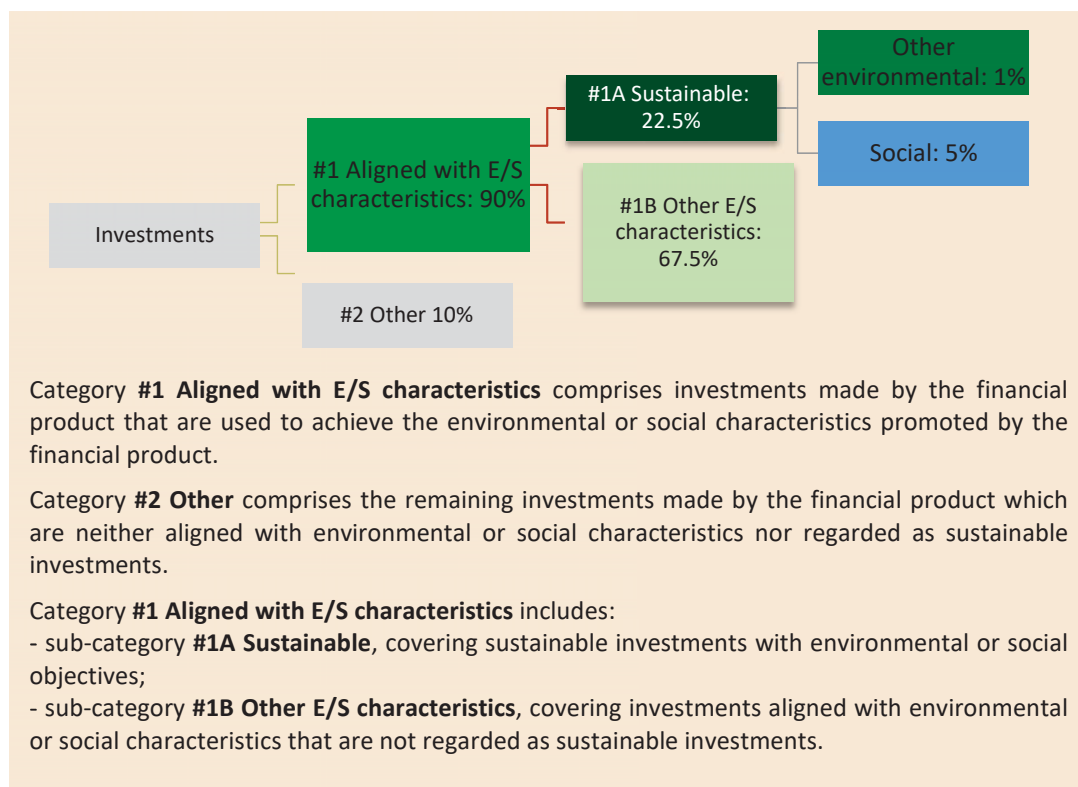 Other
environmental: 1%
#1A Sustainable:
22.5%
Social: 5%
#1 Aligned with E/S
characteristics: 90%
#1B Other E/S
characteristics:
67.5%
Investments
#2 Other 10%
Category #1 Aligned with E/S characteristics comprises investments made by the financial
product that are used to achieve the environmental or social characteristics promoted by the
financial product.
Category #2 Other comprises the remaining investments made by the financial product which
are neither aligned with environmental or social characteristics nor regarded as sustainable
investments.
Category #1 Aligned with E/S characteristics includes:
- sub-category #1A Sustainable, covering sustainable investments with environmental or social
objectives;
- sub-category #1B Other E/S characteristics, covering investments aligned with environmental
or social characteristics that are not regarded as sustainable investments.